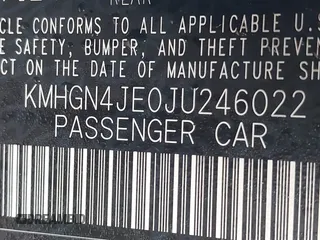 REAR
CLE CONFORMS TO ALL APPLICABLE U.S
E SAFETY, BUMPER, AND THEFT PREVEN
CT ON THE DATE OF MANUFACTURE SH
KMHGN4JE0JU246022
PASSENGER CAR